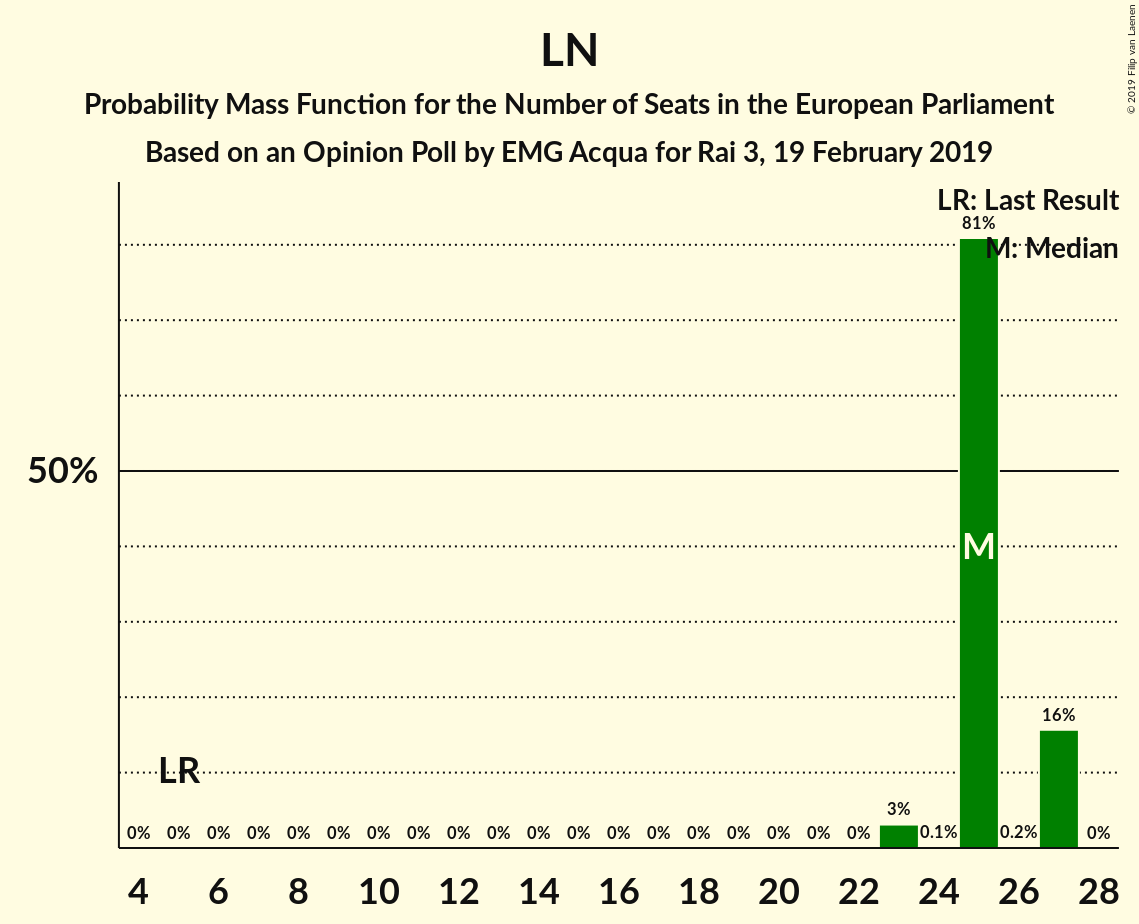 LN
Probability Mass Function for the Number of Seats in the European Parliament
Based on an Opinion Poll by EMG Acqua for Rai 3, 19 February 2019
© 2019 Filip van Laenen
LR: Last Result
M: Median
81%
50%
M
16%
LR
3%
0% 0% 0% 0% 0% 0% 0% 0% 0% 0% 0% 0% 0% 0% 0% 0% 0% 0% 0% 0.1% 0.2% 0%
4 6 8 10 12 14 16 18 20 22 24 26 28